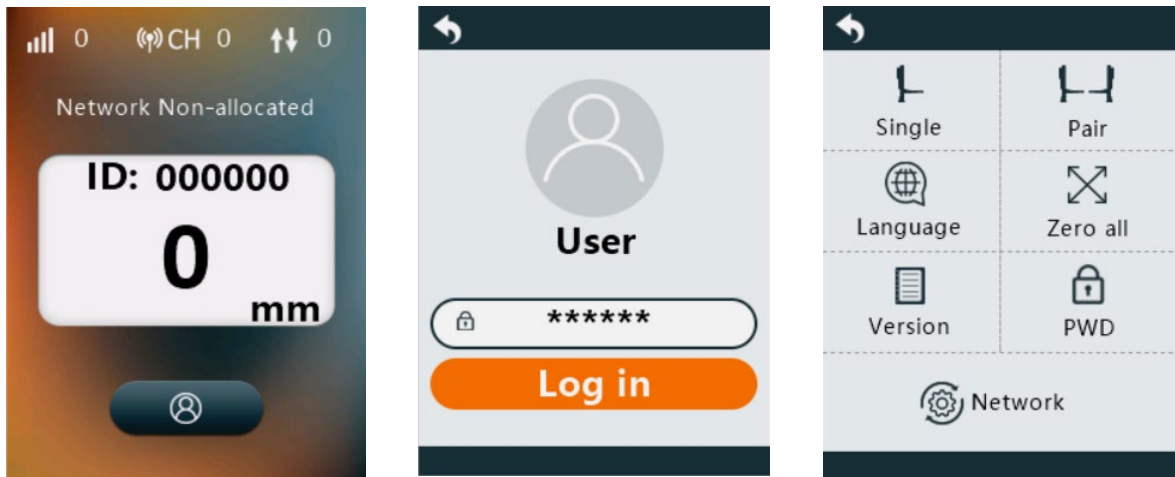 0 CH 0 0
Network Non-allocated
ID: 000000
0
mm
User
******
Log in
Single Pair
Language Zero all
Version PWD
Network